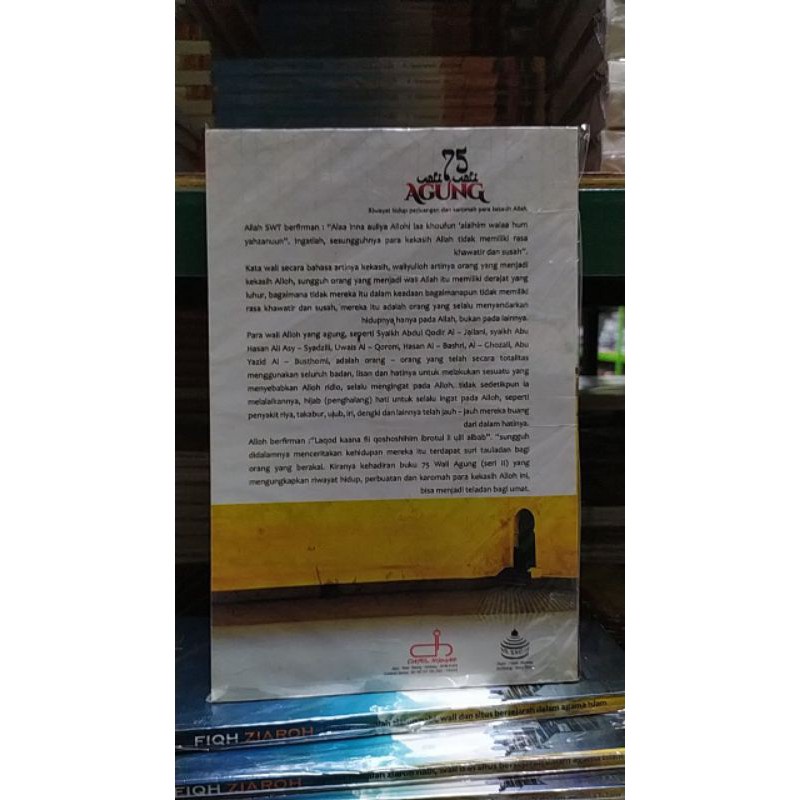 75
wali wali
AGUNG
Riwayat hidup perjuangan dan karomah para kekasih Allah
Allah SWT berfirman : "Alaa inna auliya Allohi laa khoufun 'alaihim walaa hum
yahzanuun". Ingatlah, sesungguhnya para kekasih Allah tidak memiliki rasa
khawatir dan susah".
Kata wali secara bahasa artinya kekasih, waliyulloh artinya orang yang menjadi
kekasih Alloh, sungguh orang yang menjadi wali Allah itu memiliki derajat yang
luhur, bagaimana tidak mereka itu dalam keadaan bagaimanapun tidak memiliki
rasa khawatir dan susah, mereka itu adalah orang yang selalu menyandarkan
hidupnya hanya pada Allah, bukan pada lainnya.
Para wali Alloh yang agung, seperti Syaikh Abdul Qodir Al – Jailani, syaikh Abu
Hasan Ali Asy – Syadzili, Uwais Al – Qoroni, Hasan Al – Bashri, Al – Ghozali, Abu
Yazid Al – Busthomi, adalah orang – orang yang telah secara totalitas
menggunakan seluruh badan, lisan dan hatinya untuk melakukan sesuatu yang
menyebabkan Alloh ridlo, selalu mengingat pada Alloh, tidak sedetikpun ia
melalaikannya, hijab (penghalang) hati untuk selalu ingat pada Alloh, seperti
penyakit riya, takabur, ujub, iri, dengki dan lainnya telah jauh – jauh mereka buang
dari dalam hatinya.
Alloh berfirman :"Laqod kaana fii qoshoshihim ibrotul li ulil albab". "sungguh
didalamnya menceritakan kehidupan mereka itu terdapat suri tauladan bagi
orang yang berakal. Kiranya kehadiran buku 75 Wali Agung (seri II) yang
mengungkapkan riwayat hidup, perbuatan dan karomah para kekasih Alloh ini,
bisa menjadi teladan bagi umat.
FIQH ZIAROH
wali dan situs bersejarah dalam agama islam
FIQH ZIAROH